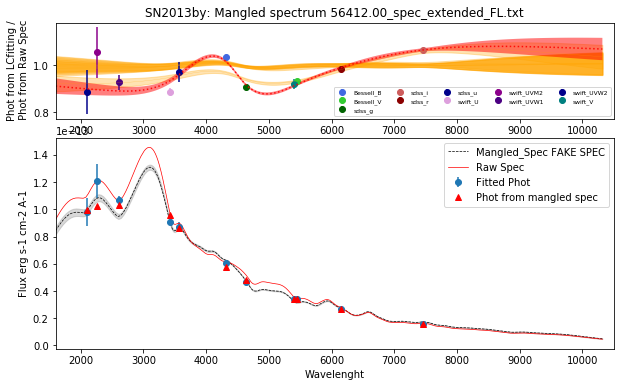 SN2013by: Mangled spectrum 56412.00_spec_extended_FL.txt
Phot from LCfitting /
Phot from Raw Spec
1.0
0.8
Bessell_B
Bessell_V
sdss_g
sdss_i
sdss_r
sdss_u
swift_U
swift_UVM2
swift_UVW1
swift_UVW2
swift_V
2000 3000 4000 5000 6000 7000 8000 9000 10000
1e−13
Flux erg s-1 cm-2 A-1
1.4
1.2
1.0
0.8
0.6
0.4
0.2
0.0
Mangled_Spec FAKE SPEC
Raw Spec
Fitted Phot
Phot from mangled spec
2000 3000 4000 5000 6000 7000 8000 9000 10000
Wavelenght